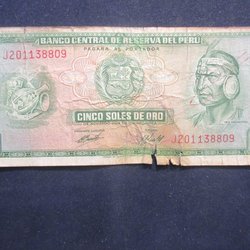 BANCO CENTRAL DE RESERVA DEL PERU
PAGARA AL PORTADOR
J201138809
J201138809
CINCO SOLES DE ORO